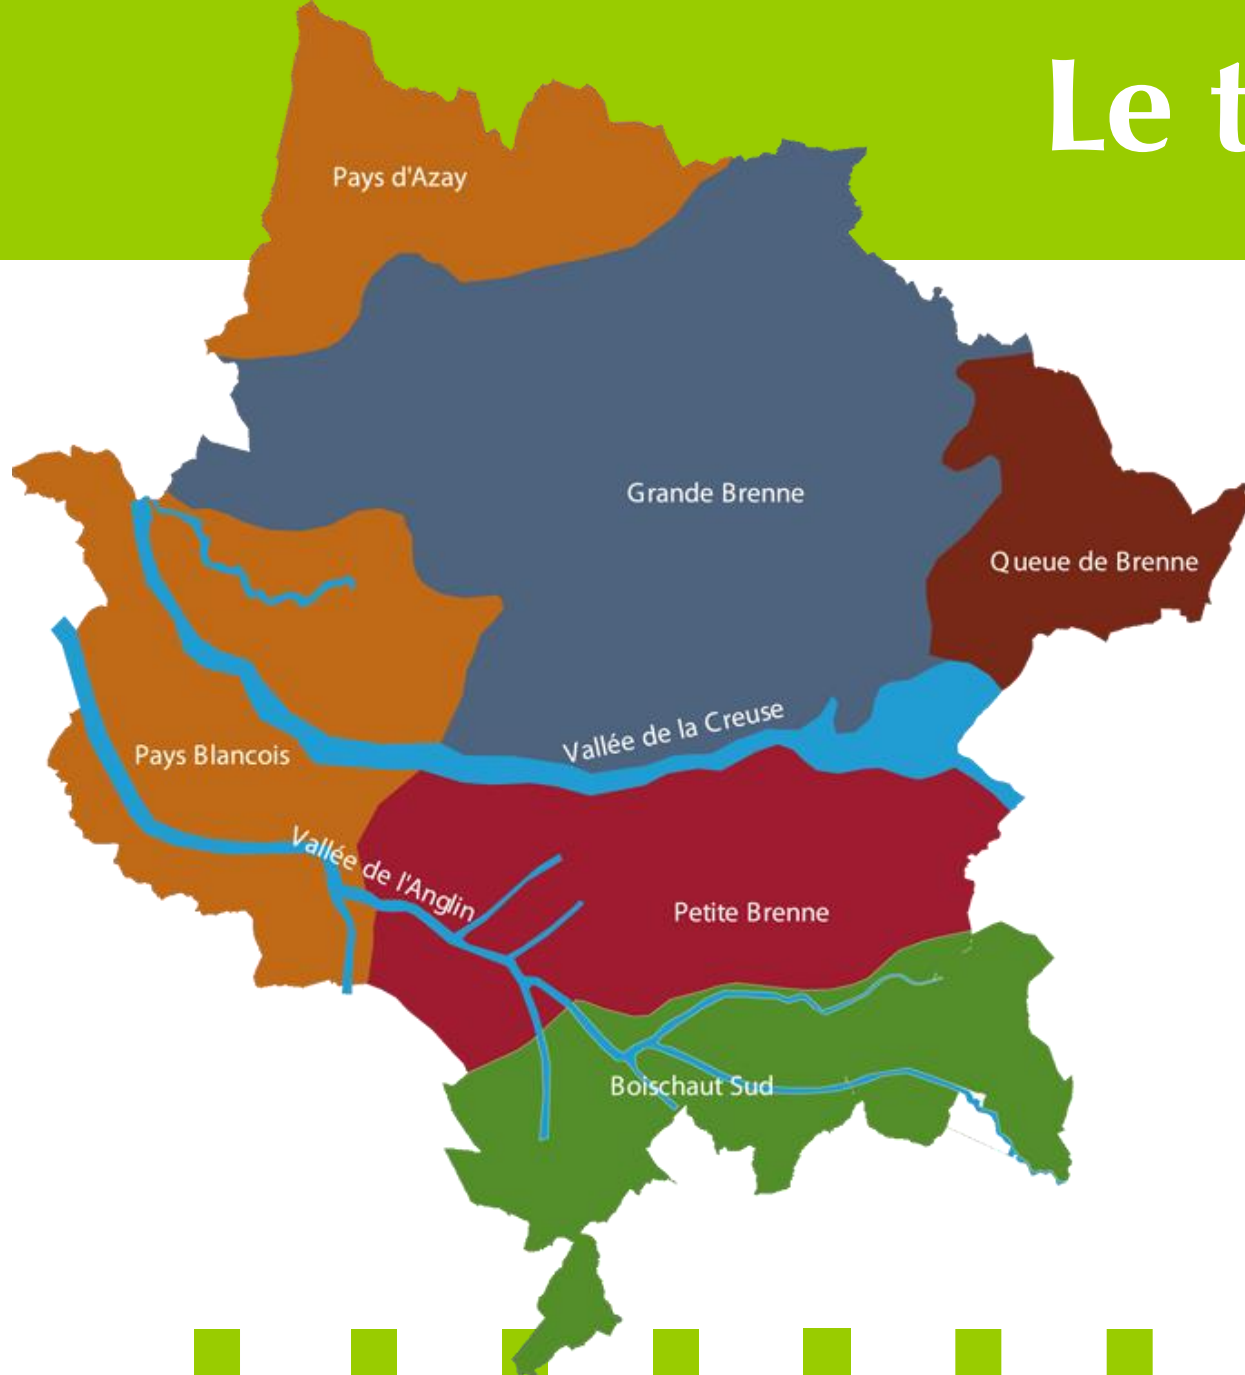 Le t
Pays d'Azay
Grande Brenne
Queue de Brenne
Vallée de la Creuse
Pays Blancois
Vallée de l'Anglin
Petite Brenne
Boischaut Sud